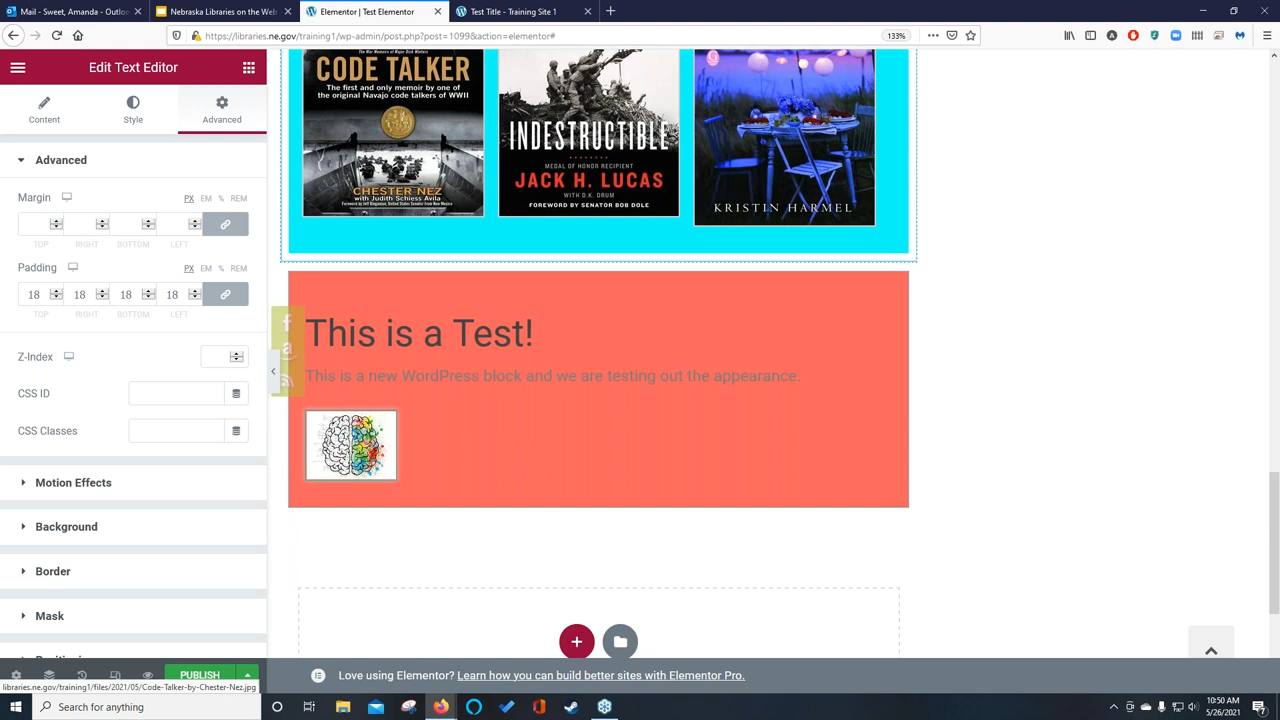 Mail – Sweet, Amanda - Outloo
Nebraska Libraries on the Web
Elementor | Test Elementor
Test Title – Training Site 1
https://libraries.ne.gov/training1/wp-admin/post.php?post=1099&action=elementor#
133%
Edit Text Editor
Content
Style
Advanced
Advanced
Margin
PX EM % REM
TOP RIGHT BOTTOM LEFT
Padding
PX EM % REM
18 18 18 18
TOP RIGHT BOTTOM LEFT
Z-Index
CSS ID
CSS Classes
Motion Effects
Background
Border
Mask
PUBLISH
libraries.ne.gov/training1/files/2021/05/Code-Talker-by-Chester-Nez.jpg
CODE TALKER
The first and only memoir by one of
the original Navajo code talkers of WWII
CHESTER NEZ
with Judith Schiess Avila
INDESTRUCTIBLE
MEDAL OF HONOR RECIPIENT
JACK H. LUCAS
WITH D.K. DRUM
FOREWORD BY SENATOR BOB DOLE
KRISTIN HARMEL
This is a Test!
This is a new WordPress block and we are testing out the appearance.
Love using Elementor? Learn how you can build better sites with Elementor Pro.
Search for anything
10:50 AM
5/26/2021